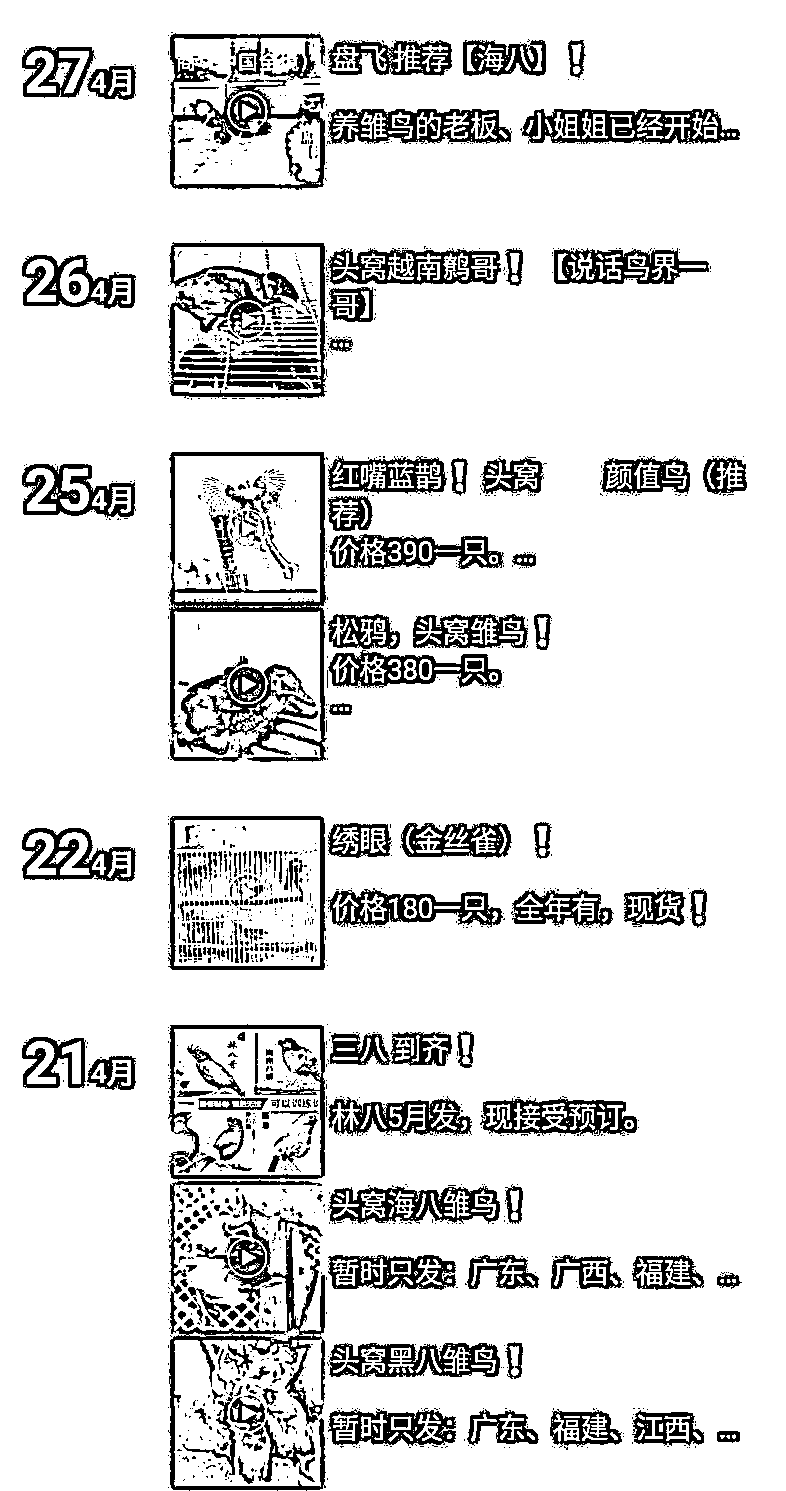 27 4月
盘飞 推荐【海八】！
养雏鸟的老板、小姐姐已经开始...
26 4月
头窝越南鹩哥！【说话鸟界一
哥】
...
25 4月
红嘴蓝鹊！头窝 颜值鸟（推
荐）
价格390一只。...
松鸦，头窝雏鸟！
价格380一只。
...
22 4月
绣眼（金丝雀）！
价格180一只，全年有，现货！
21 4月
三八 到齐！
林八5月发，现接受预订。
头窝海八雏鸟！
暂时只发：广东、广西、福建、...
头窝黑八雏鸟！
暂时只发：广东、福建、江西、...